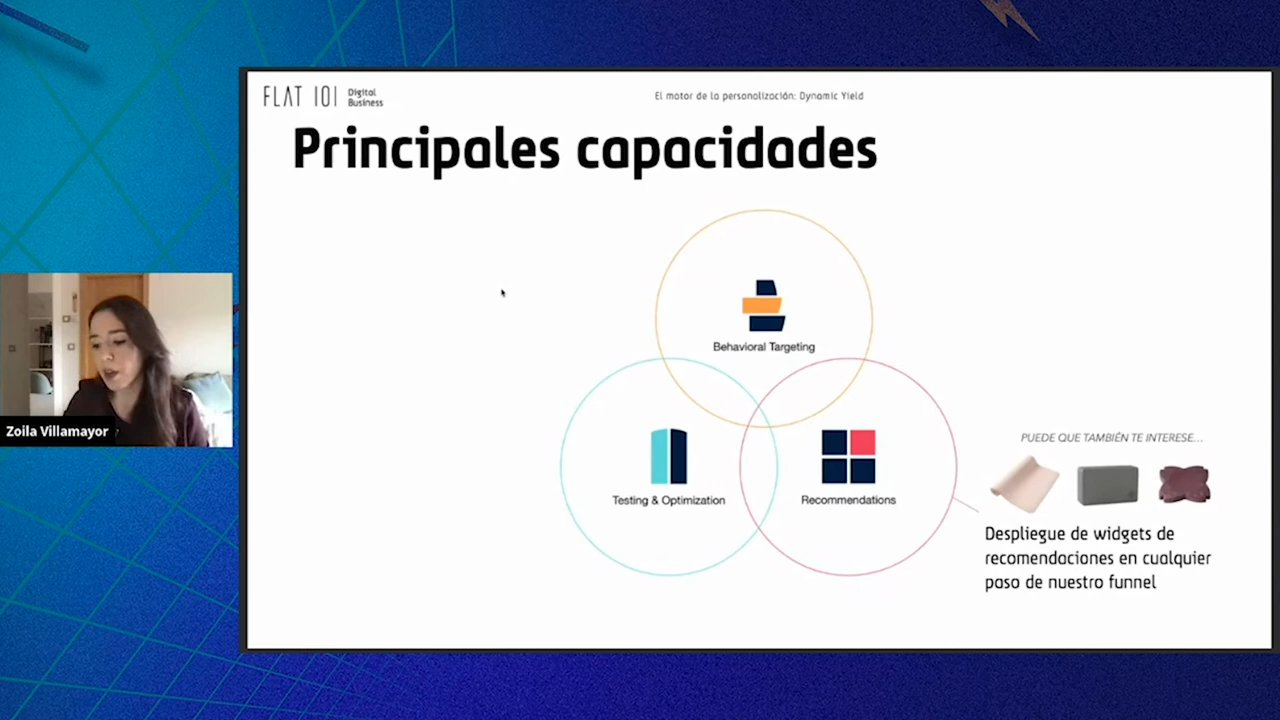 FLAT 101
Digital
Business
El motor de la personalización: Dynamic Yield
Principales capacidades
Behavioral Targeting
Testing & Optimization
Recommendations
PUEDE QUE TAMBIÉN TE INTERESE...
Despliegue de widgets de
recomendaciones en cualquier
paso de nuestro funnel
Zoila Villamayor